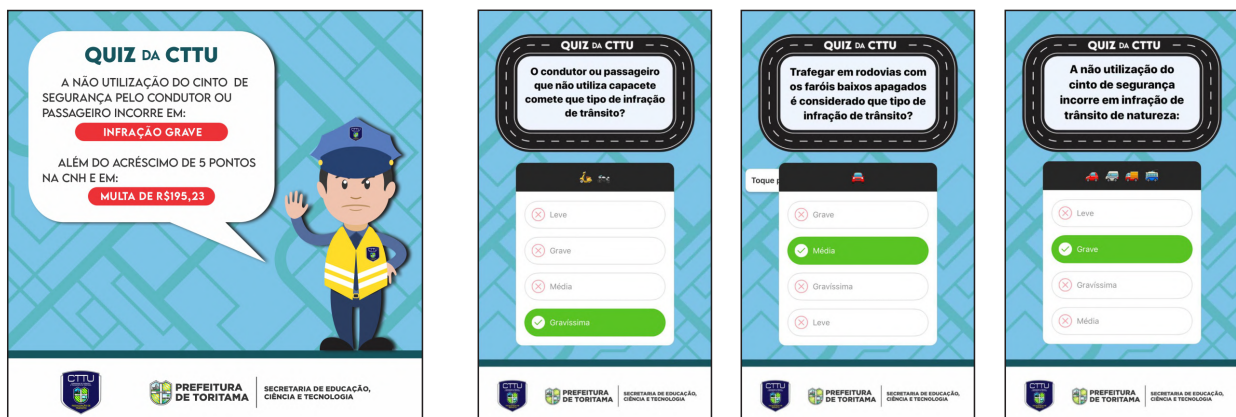 QUIZ DA CTTU
A NÃO UTILIZAÇÃO DO CINTO DE
SEGURANÇA PELO CONDUTOR OU
PASSAGEIRO INCORRE EM:
INFRAÇÃO GRAVE
ALÉM DO ACRÉSCIMO DE 5 PONTOS
NA CNH E EM:
MULTA DE R$195,23
CTTU
PREFEITURA
DE TORITAMA
SECRETARIA DE EDUCAÇÃO,
CIÊNCIA E TECNOLOGIA
QUIZ DA CTTU
O condutor ou passageiro
que não utiliza capacete
comete que tipo de infração
de trânsito?
Leve
Grave
Média
Gravíssima
CTTU
PREFEITURA
DE TORITAMA
SECRETARIA DE EDUCAÇÃO,
CIÊNCIA E TECNOLOGIA
QUIZ DA CTTU
Trafegar em rodovias com
os faróis baixos apagados
é considerado que tipo de
infração de trânsito?
Toque p
Grave
Média
Gravíssima
Leve
CTTU
PREFEITURA
DE TORITAMA
SECRETARIA DE EDUCAÇÃO,
CIÊNCIA E TECNOLOGIA
QUIZ DA CTTU
A não utilização do
cinto de segurança
incorre em infração de
trânsito de natureza:
Leve
Grave
Gravíssima
Média
CTTU
PREFEITURA
DE TORITAMA
SECRETARIA DE EDUCAÇÃO,
CIÊNCIA E TECNOLOGIA